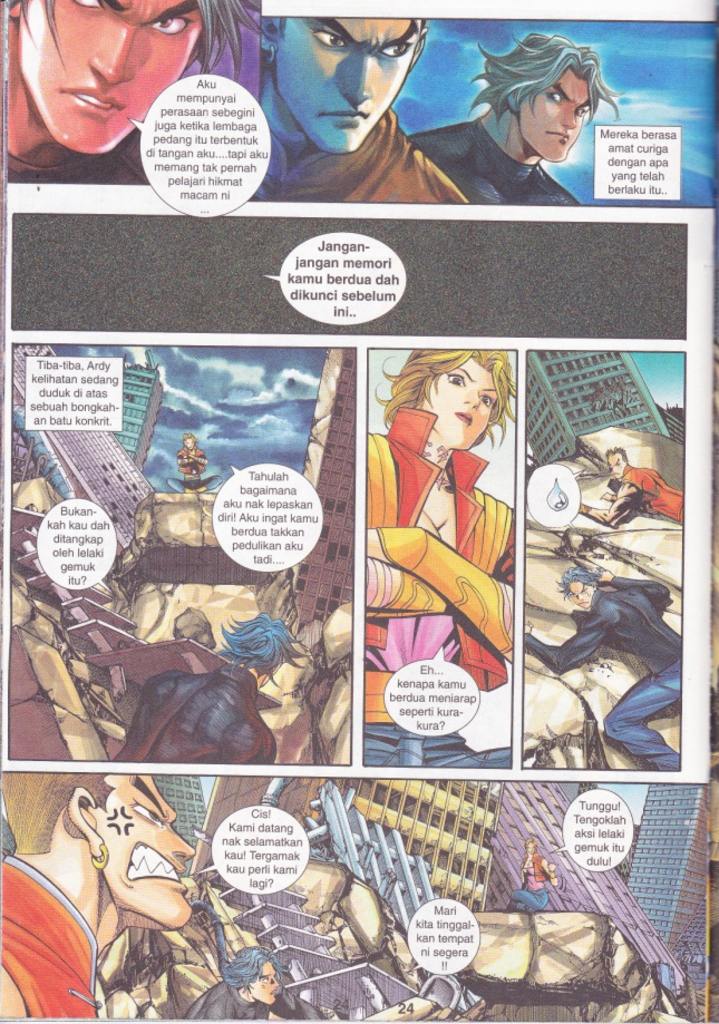 Aku
mempunyai
perasaan sebegini
juga ketika lembaga
pedang itu terbentuk
di tangan aku....tapi aku
memang tak pernah
pelajari hikmat
macam ni
...
Mereka berasa
amat curiga
dengan apa
yang telah
berlaku itu..
Jangan-
jangan memori
kamu berdua dah
dikunci sebelum
ini..
Tiba-tiba, Ardy
kelihatan sedang
duduk di atas
sebuah bongkah-
an batu konkrit.
Bukan-
kah kau dah
ditangkap
oleh lelaki
gemuk
itu?
Tahulah
bagaimana
aku nak lepaskan
diri! Aku ingat kamu
berdua takkan
pedulikan aku
tadi....
Eh...
kenapa kamu
berdua meniarap
seperti kura-
kura?
Cis!
Kami datang
nak selamatkan
kau! Tergamak
kau perli kami
lagi?
Tunggu!
Tengoklah
aksi lelaki
gemuk itu
dulu!
Mari
kita tinggal-
kan tempat
ni segera
!!
24
24